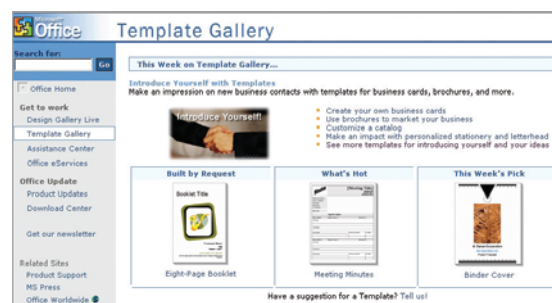 Microsoft
Office
Template Gallery
Search for:
Go
Office Home
Get to work
Design Gallery Live
Template Gallery
Assistance Center
Office eServices
Office Update
Product Updates
Download Center
Get our newsletter
Related Sites
Product Support
MS Press
Office Worldwide
This Week on Template Gallery...
Introduce Yourself with Templates
Make an impression on new business contacts with templates for business cards, brochures, and more.
Introduce Yourself!
Create your own business cards
Use brochures to market your business
Customize a catalog
Make an impact with personalized stationery and letterhead
See more templates for introducing yourself and your ideas
Built by Request
Booklet Title
Eight-Page Booklet
What's Hot
Meeting Minutes
This Week's Pick
Binder Cover
Have a suggestion for a Template? Tell us!